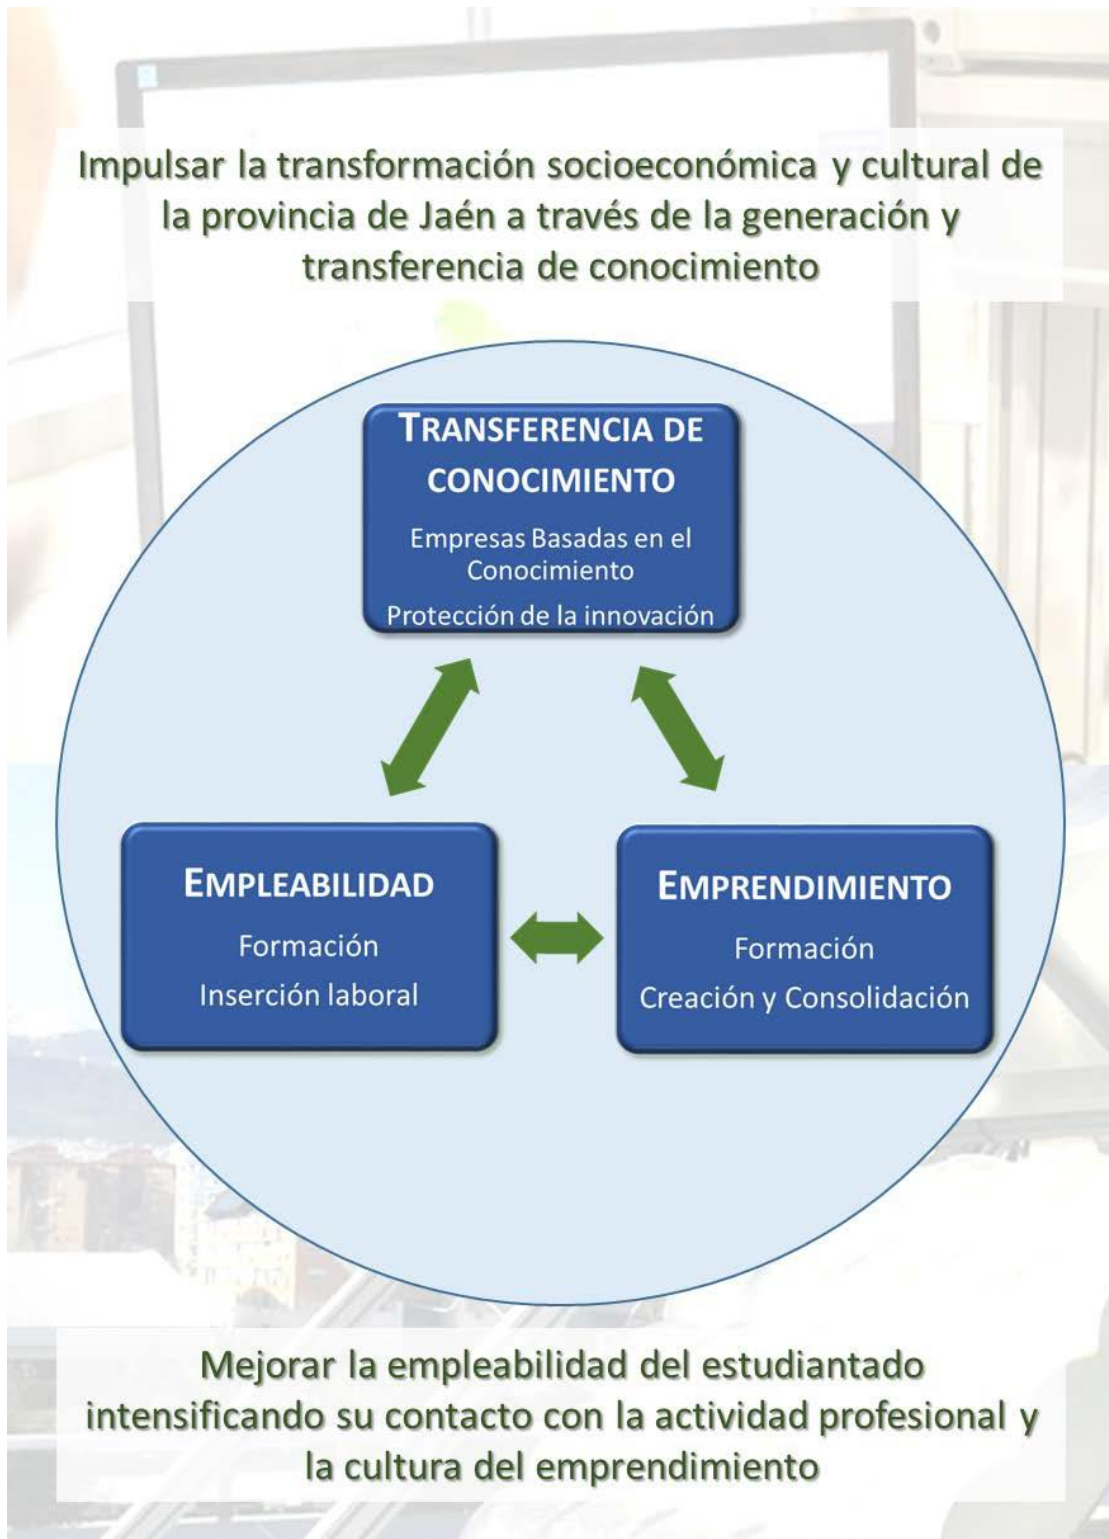 Impulsar la transformación socioeconómica y cultural de
la provincia de Jaén a través de la generación y
transferencia de conocimiento
TRANSFERENCIA DE
CONOCIMIENTO
Empresas Basadas en el
Conocimiento
Protección de la innovación
EMPLEABILIDAD
Formación
Inserción laboral
EMPRENDIMIENTO
Formación
Creación y Consolidación
Mejorar la empleabilidad del estudiantado
intensificando su contacto con la actividad profesional y
la cultura del emprendimiento